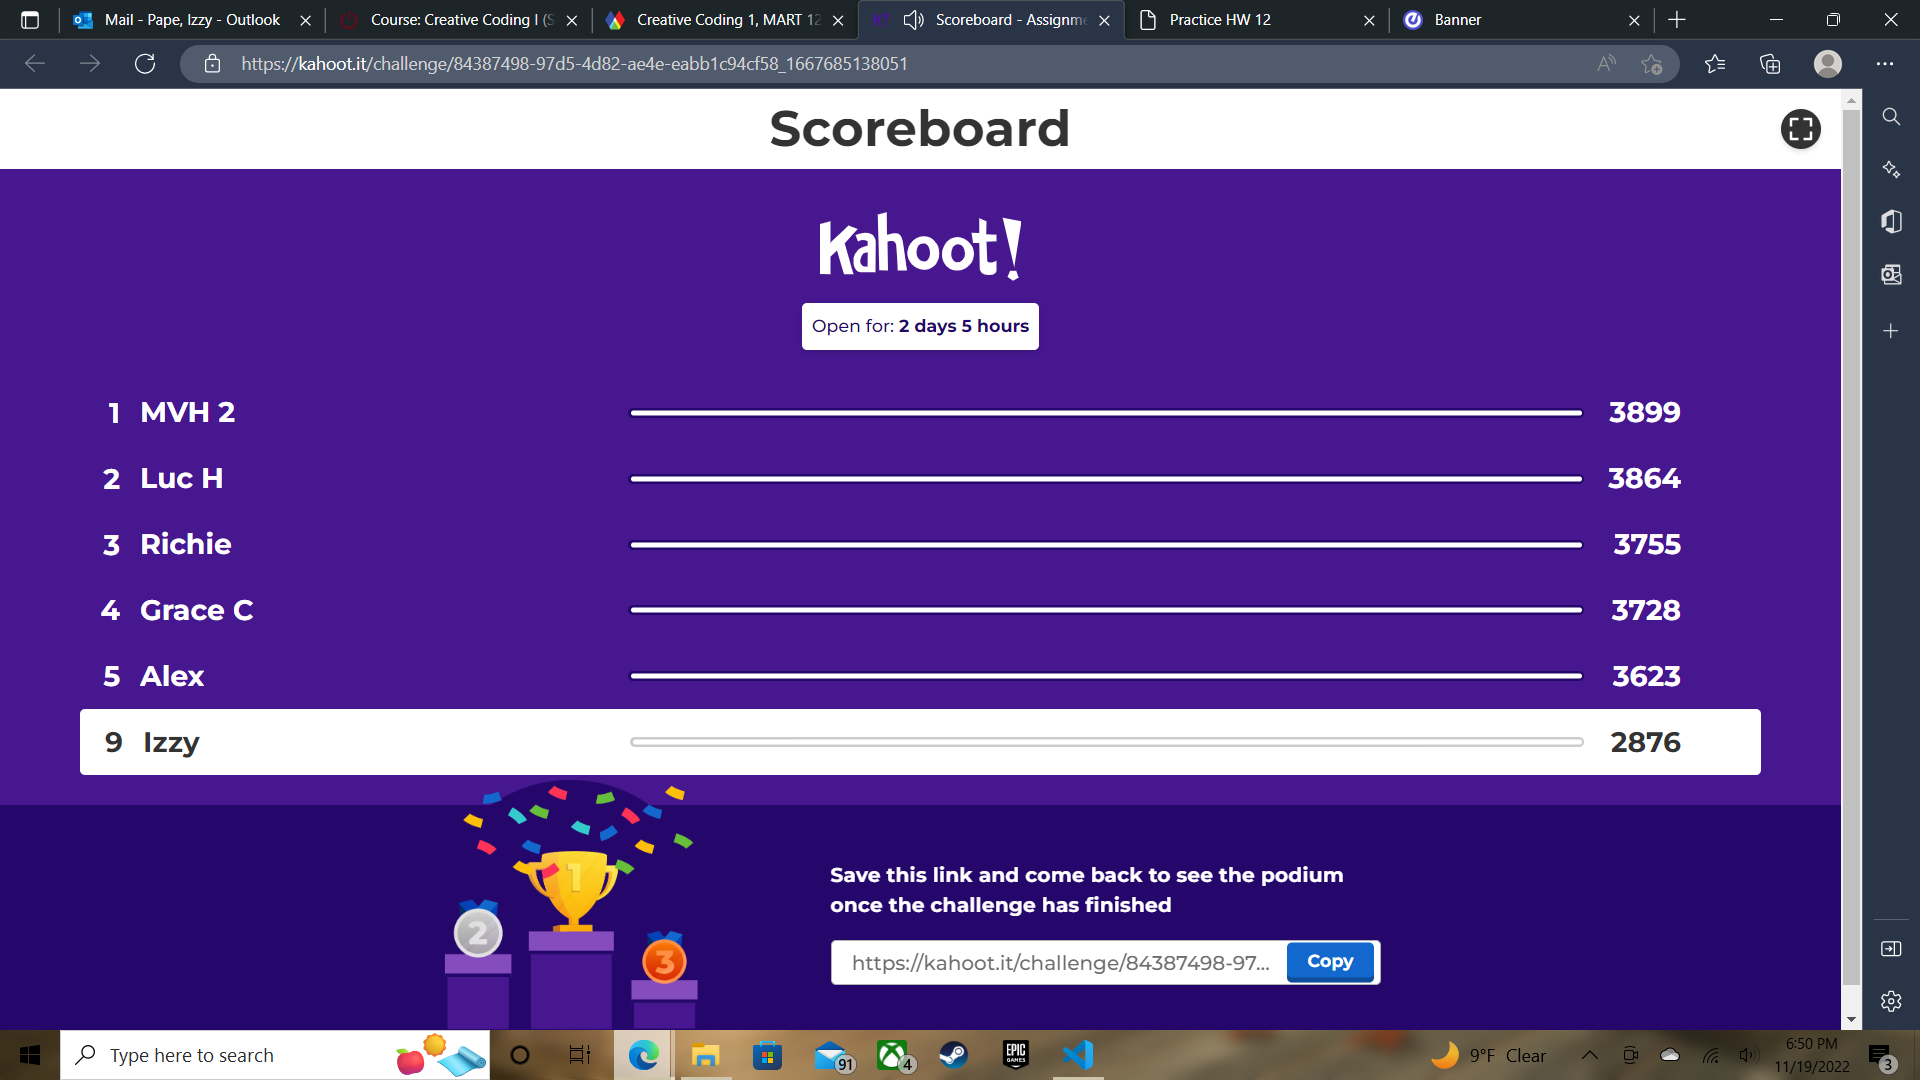 Mail - Pape, Izzy - Outlook
Course: Creative Coding I (S
Creative Coding 1, MART 12
Scoreboard - Assignme
Practice HW 12
Banner
https://kahoot.it/challenge/84387498-97d5-4d82-ae4e-eabb1c94cf58_1667685138051
Scoreboard
Kahoot!
Open for: 2 days 5 hours
1 MVH 2 3899
2 Luc H 3864
3 Richie 3755
4 Grace C 3728
5 Alex 3623
9 Izzy 2876
1
2
3
Save this link and come back to see the podium
once the challenge has finished
https://kahoot.it/challenge/84387498-97... Copy
Type here to search
91
4
EPIC
GAMES
9°F Clear
6:50 PM
11/19/2022
3